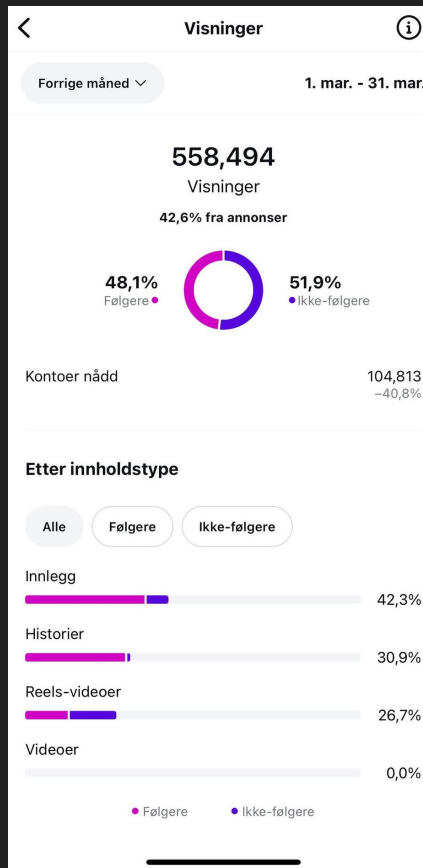 Visninger
Forrige måned
1. mar. - 31. mar.
558,494
Visninger
42,6% fra annonser
48,1%
Følgere
51,9%
Ikke-følgere
Kontoer nådd
104,813
−40,8%
Etter innholdstype
Alle
Følgere
Ikke-følgere
Innlegg
42,3%
Historier
30,9%
Reels-videoer
26,7%
Videoer
0,0%
Følgere
Ikke-følgere